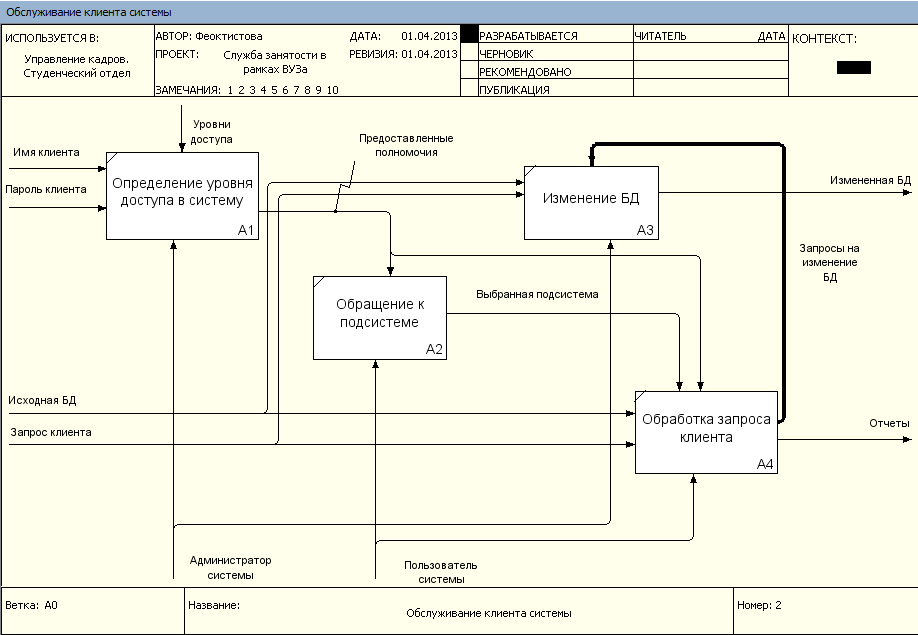 Обслуживание клиента системы
ИСПОЛЬЗУЕТСЯ В:
Управление кадров.
Студенческий отдел
АВТОР: Феоктистова
ДАТА: 01.04.2013
ПРОЕКТ: Служба занятости в
рамках ВУЗа
РЕВИЗИЯ: 01.04.2013
ЗАМЕЧАНИЯ: 1 2 3 4 5 6 7 8 9 10
РАЗРАБАТЫВАЕТСЯ
ЧЕРНОВИК
РЕКОМЕНДОВАНО
ПУБЛИКАЦИЯ
ЧИТАТЕЛЬ ДАТА
КОНТЕКСТ:
Уровни
доступа
Имя клиента
Пароль клиента
Определение уровня
доступа в систему
A1
Предоставленные
полномочия
Изменение БД
A3
Измененная БД
Запросы на
изменение
БД
Обращение к
подсистеме
A2
Выбранная подсистема
Исходная БД
Запрос клиента
Обработка запроса
клиента
A4
Отчеты
Администратор
системы
Пользователь
системы
Ветка: A0
Название:
Обслуживание клиента системы
Номер: 2